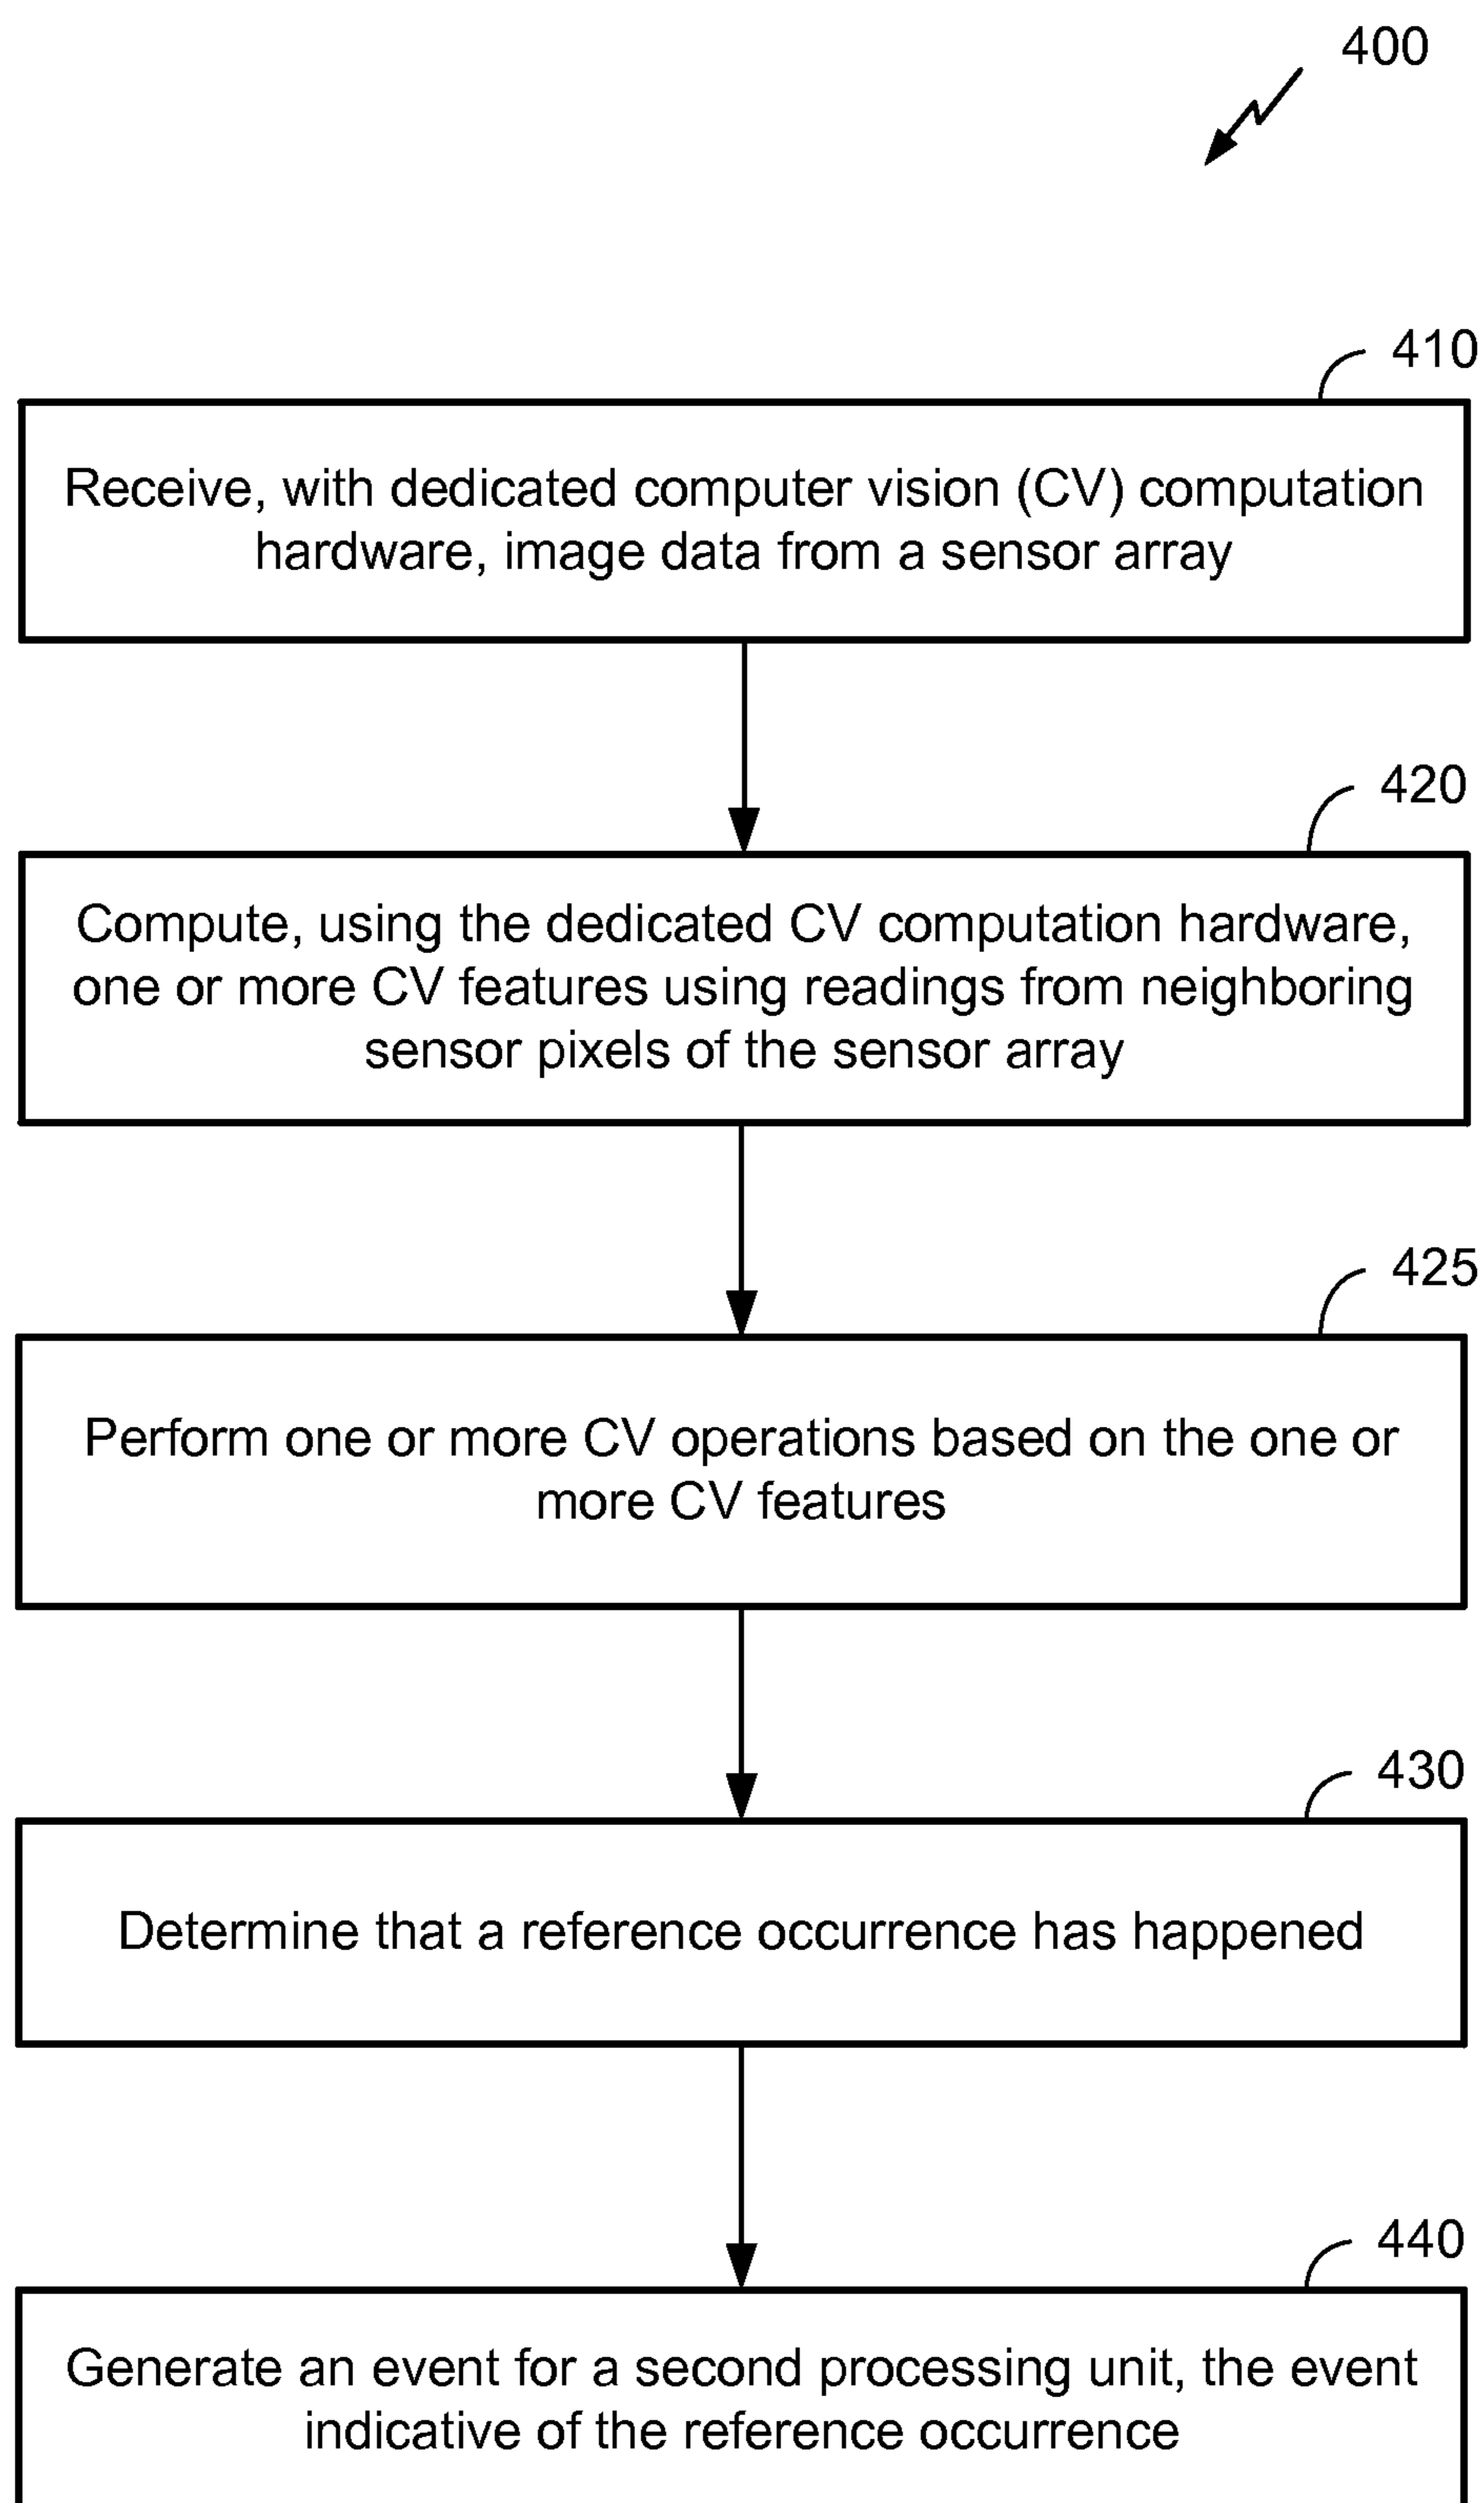 400
410
Receive, with dedicated computer vision (CV) computation
hardware, image data from a sensor array
420
Compute, using the dedicated CV computation hardware,
one or more CV features using readings from neighboring
sensor pixels of the sensor array
425
Perform one or more CV operations based on the one or
more CV features
430
Determine that a reference occurrence has happened
440
Generate an event for a second processing unit, the event
indicative of the reference occurrence